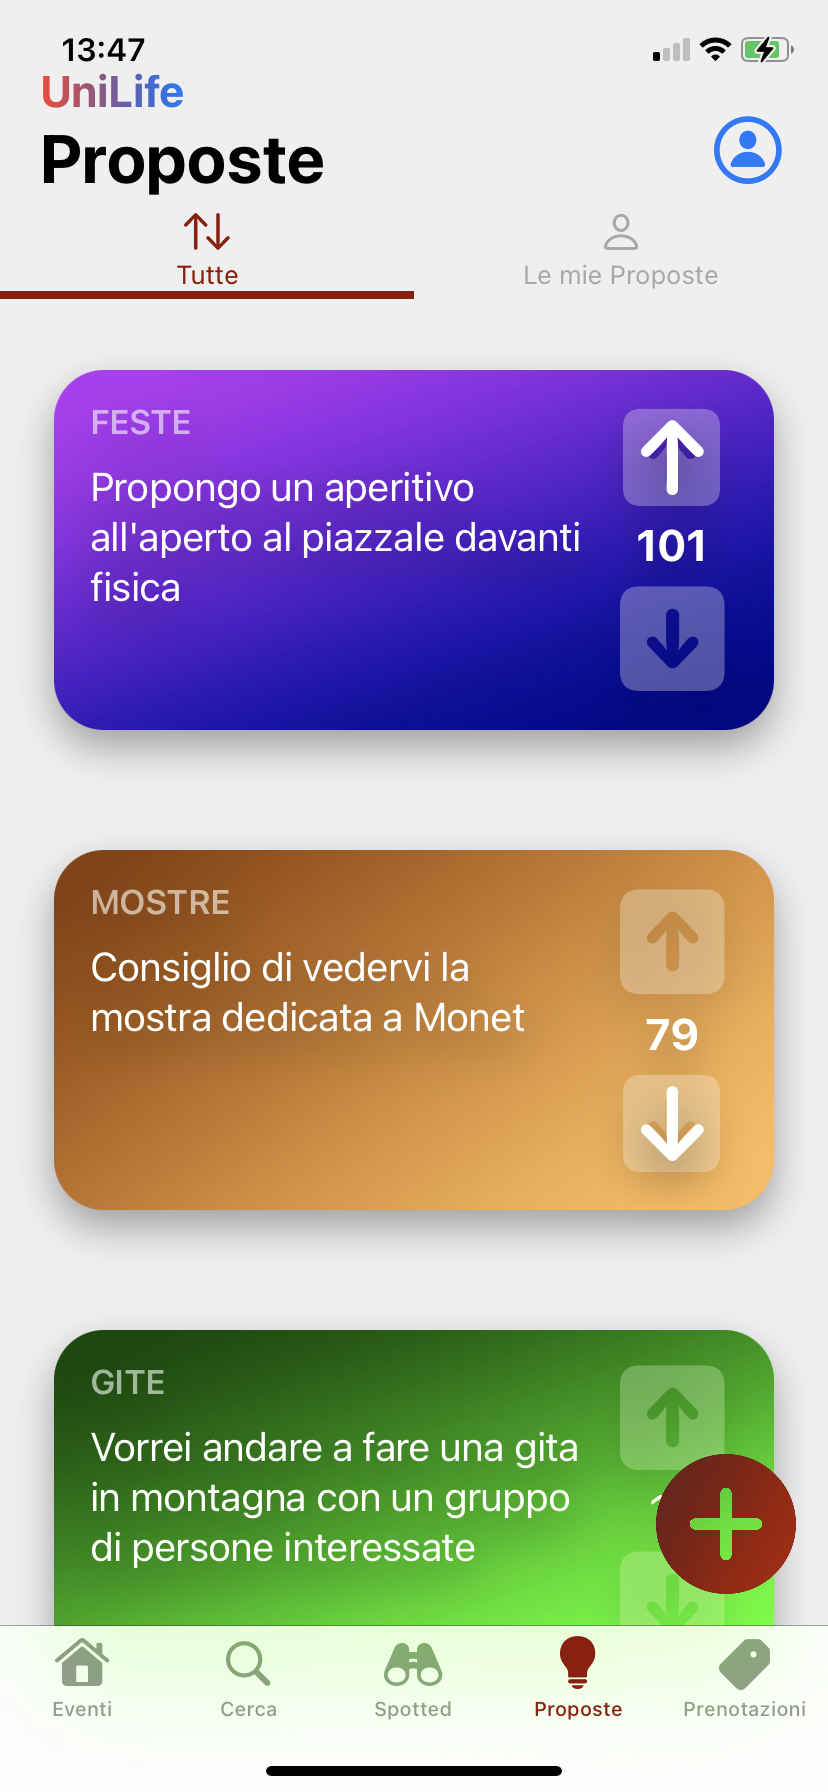 13:47
UniLife
Proposte
Tutte
Le mie Proposte
FESTE
Propongo un aperitivo
all'aperto al piazzale davanti
fisica
101
MOSTRE
Consiglio di vedervi la
mostra dedicata a Monet
79
GITE
Vorrei andare a fare una gita
in montagna con un gruppo
di persone interessate
Eventi
Cerca
Spotted
Proposte
Prenotazioni